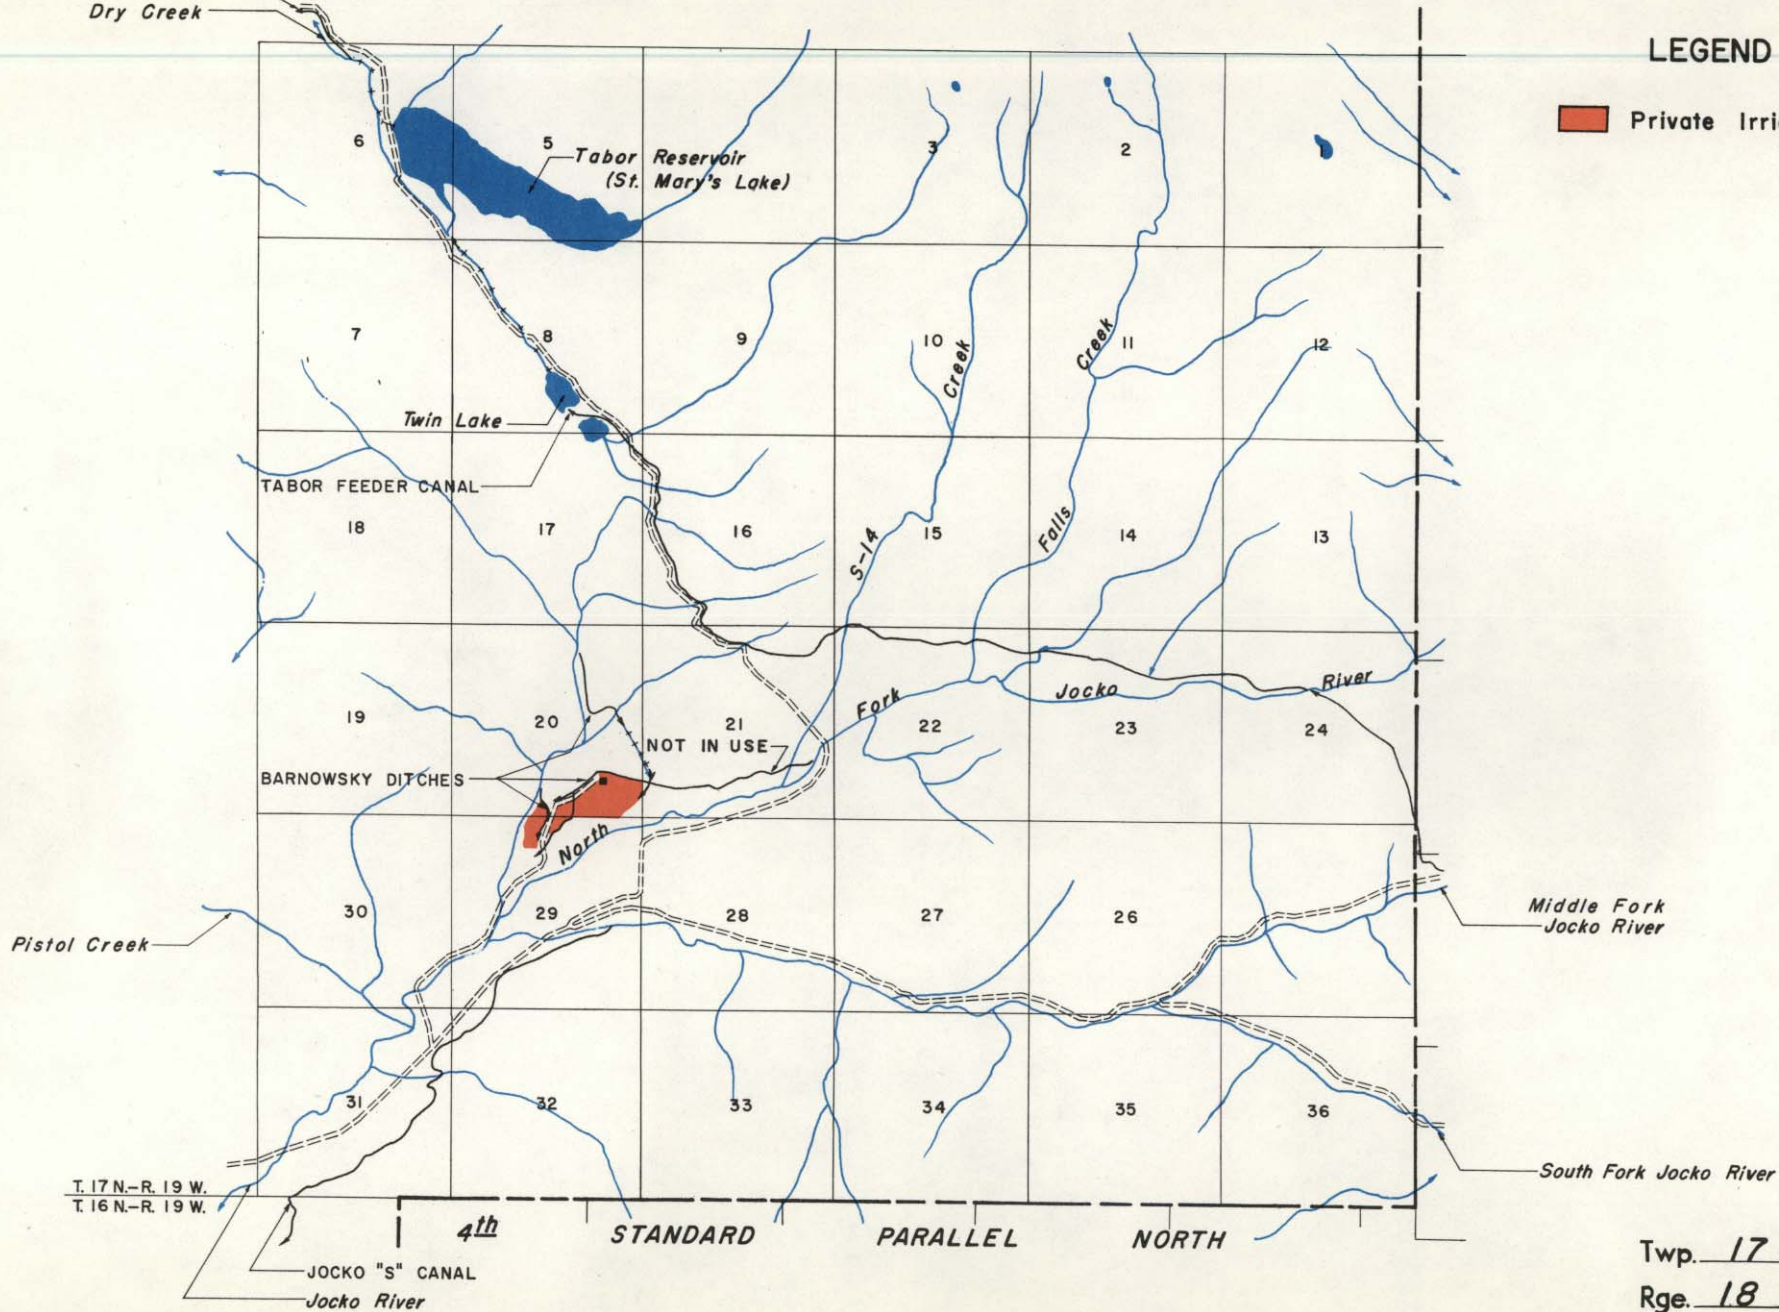 Dry Creek
LEGEND
Private Irri
6
5
Tabor Reservoir
(St. Mary's Lake)
3
2
1
7
8
9
10
Creek
Creek
11
12
Twin Lake
TABOR FEEDER CANAL
18
17
16
S-14
15
Falls
14
13
19
20
21
NOT IN USE
Fork
22
Jocko
23
River
24
BARNOWSKY DITCHES
North
30
29
28
27
26
Pistol Creek
Middle Fork
Jocko River
31
32
33
34
35
36
South Fork Jocko River
T. 17 N.-R. 19 W.
T. 16 N.-R. 19 W.
4th STANDARD PARALLEL NORTH
JOCKO "S" CANAL
Jocko River
Twp. 17
Rge. 18